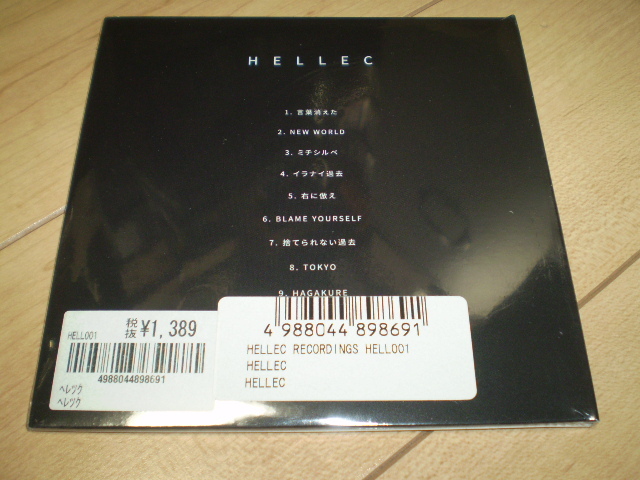 HELLEC
1. 言葉消えた
2. NEW WORLD
3. ミチシルベ
4. イラナイ過去
5. 右に倣え
6. BLAME YOURSELF
7. 捨てられない過去
8. TOKYO
9. HAGAKURE
HELL001
税抜 ¥1,389
4988044898691
ヘレック
ヘレック
4 988044 898691
HELLEC RECORDINGS HELL001
HELLEC
HELLEC